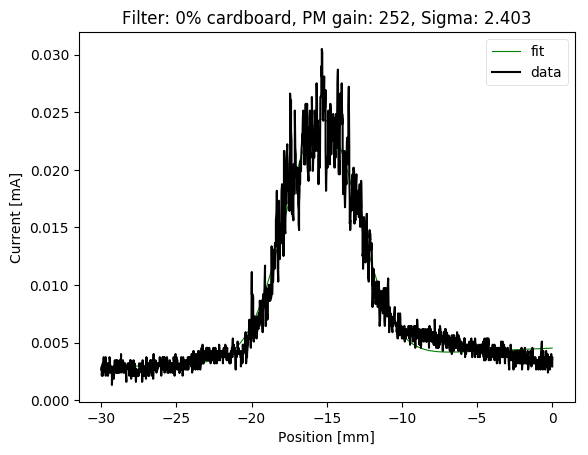 Filter: 0% cardboard, PM gain: 252, Sigma: 2.403
fit
data
0.030
0.025
0.020
0.015
0.010
0.005
0.000
Current [mA]
−30
−25
−20
−15
−10
−5
0
Position [mm]